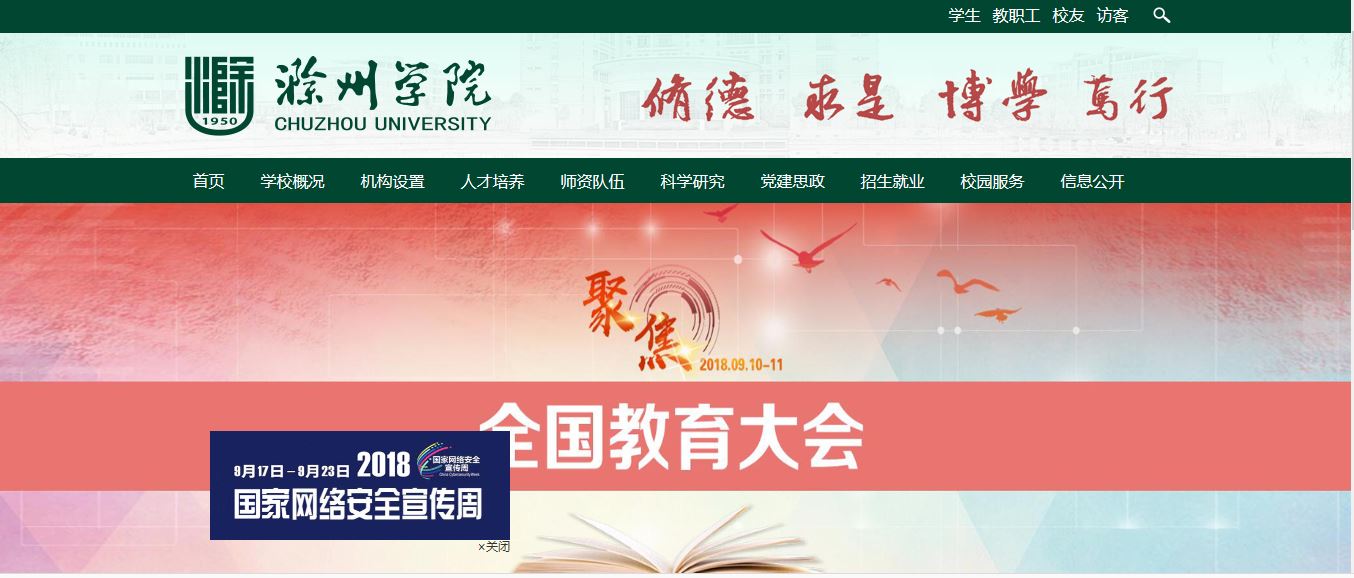 学生 教职工 校友 访客
1950
滁州学院
CHUZHOU UNIVERSITY
脩德 求是 博學 篤行
首页 学校概况 机构设置 人才培养 师资队伍 科学研究 党建思政 招生就业 校园服务 信息公开
聚焦
2018.09.10-11
全国教育大会
9月17日－9月23日 2018
国家网络安全
宣传周
China Cybersecurity Week
国家网络安全宣传周
×关闭